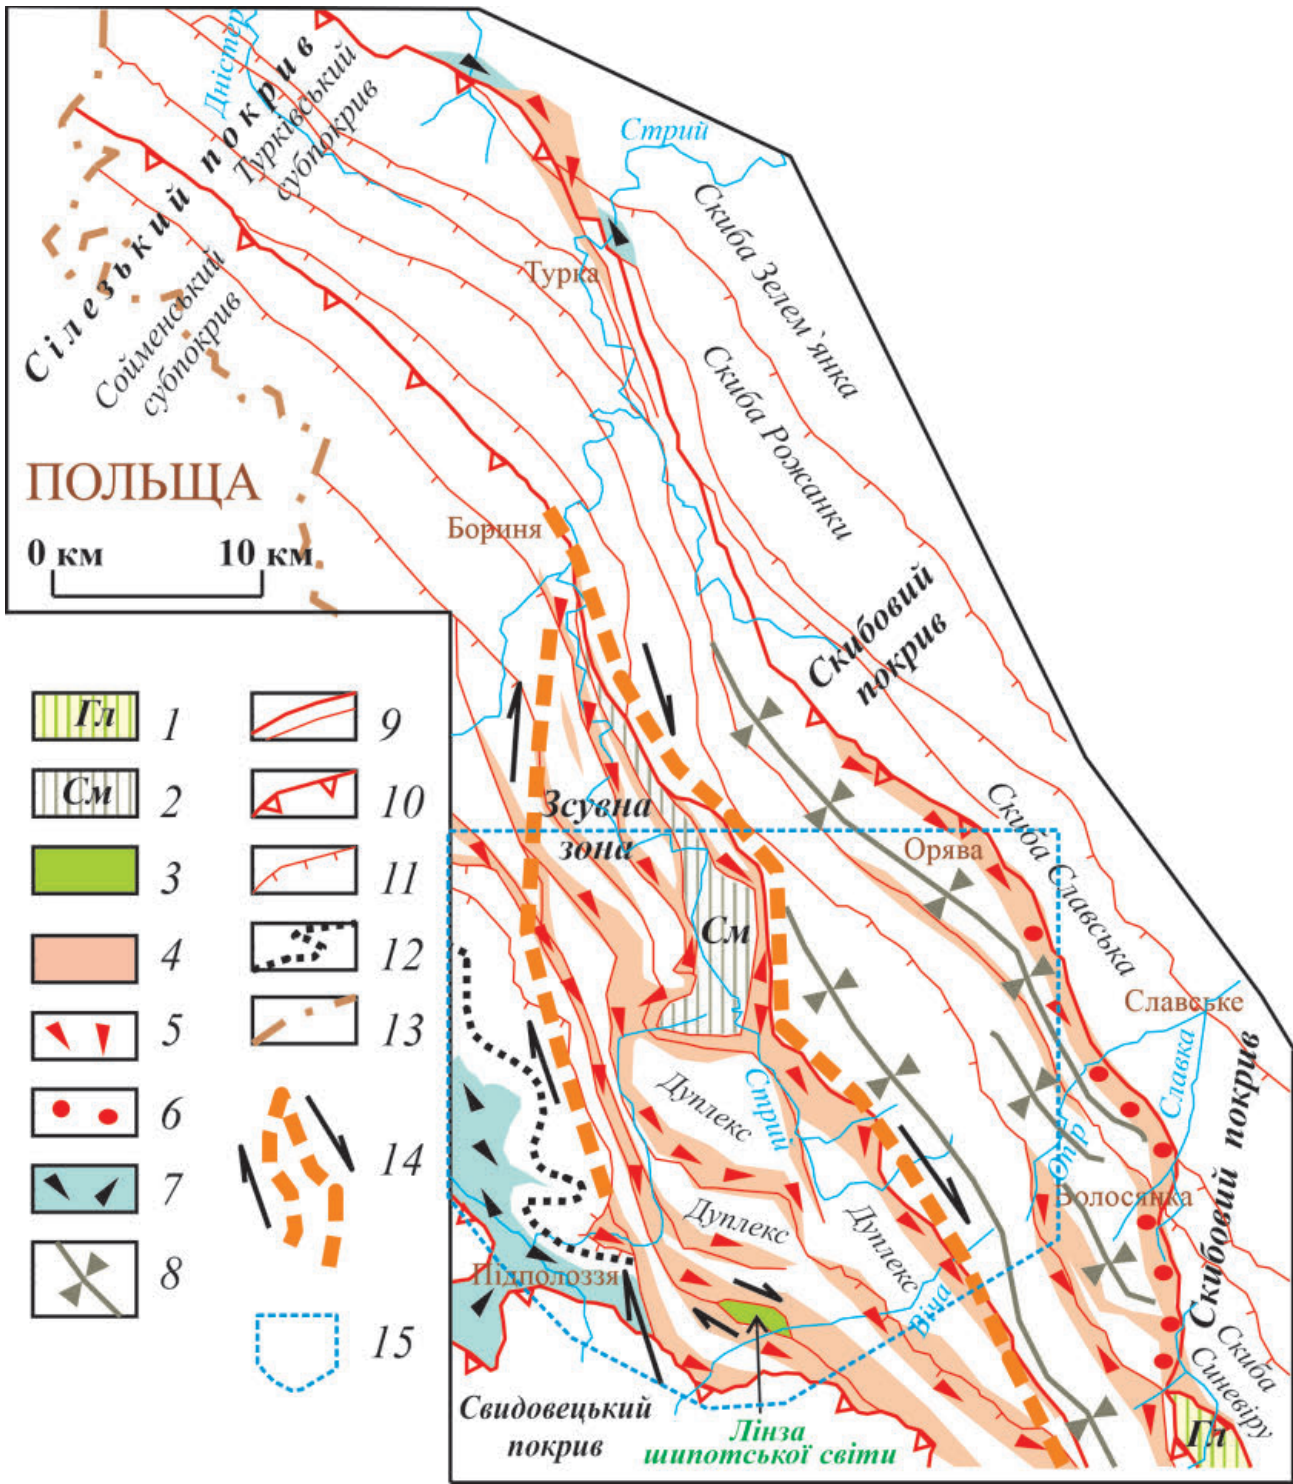 Дністер
Сілезький покрив
Турківський
субпокрив
Сойменський
субпокрив
Стрий
Турка
Скиба Зелем`янка
Скиба Рожанки
ПОЛЬЩА
0 км
10 км
Бориня
Скибовий
покрив
Зсувна
зона
Орява
Скиба Славська
См
Славське
Славка
Скибовий покрив
Дуплекс
Стрий
Опір
Волосянка
Дуплекс
Дуплекс
Віча
Підполоззя
Свидовецький
покрив
Лінза
шипотської світи
Скиба
Синевіру
Гл
Гл
1
См
2
3
4
5
6
7
8
9
10
11
12
13
14
15